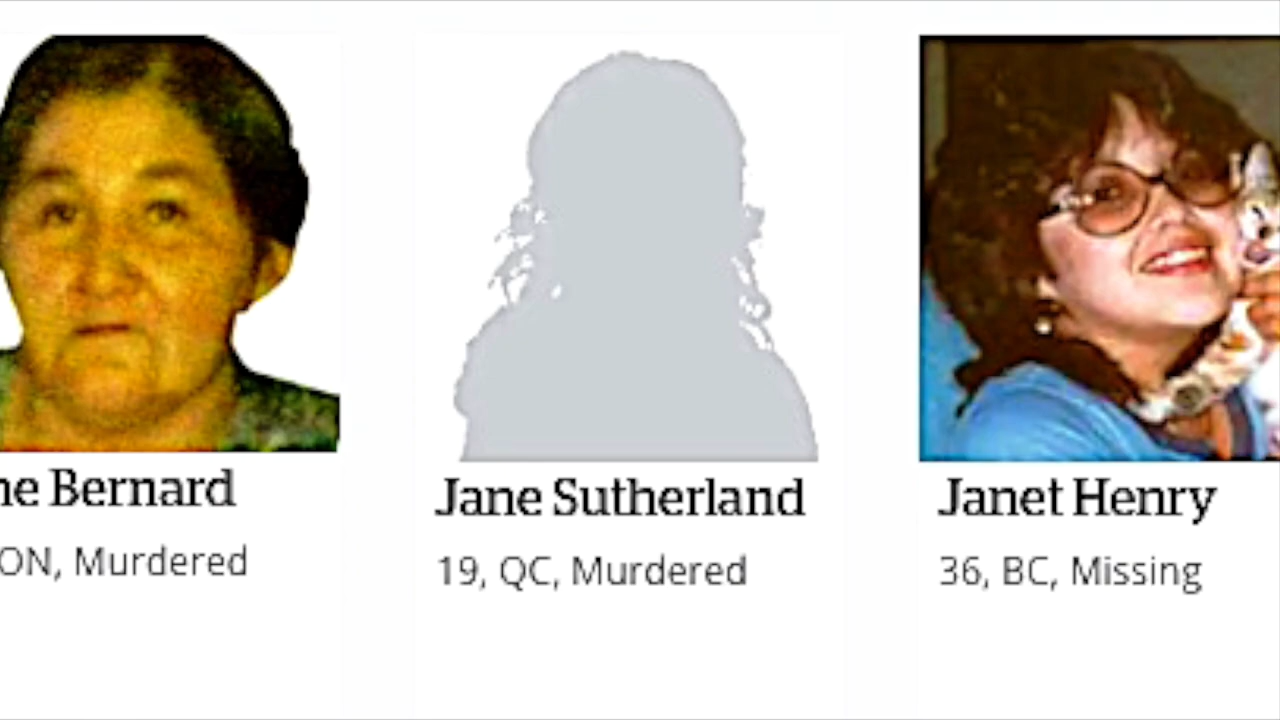 ne Bernard
ON, Murdered
Jane Sutherland
19, QC, Murdered
Janet Henry
36, BC, Missing